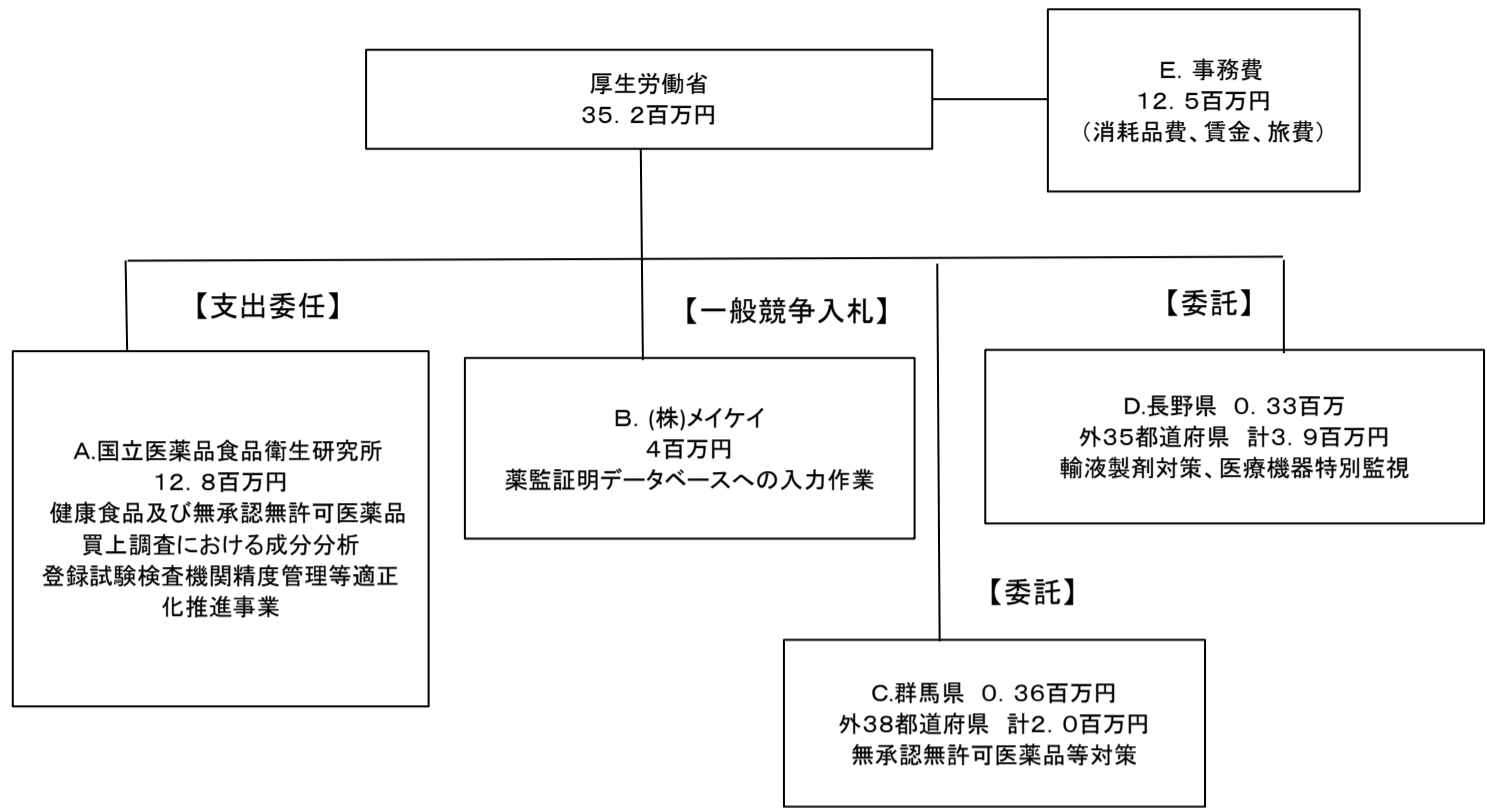 厚生労働省
35．2百万円
E．事務費
12．5百万円
（消耗品費、賃金、旅費）
【支出委任】
【一般競争入札】
【委託】
A.国立医薬品食品衛生研究所
12．8百万円
健康食品及び無承認無許可医薬品
買上調査における成分分析
登録試験検査機関精度管理等適正
化推進事業
B．(株)メイケイ
4百万円
薬監証明データベースへの入力作業
D.長野県　0．33百万
外35都道府県　計3．9百万円
輸液製剤対策、医療機器特別監視
【委託】
C.群馬県　0．36百万円
外38都道府県　計2．0百万円
無承認無許可医薬品等対策